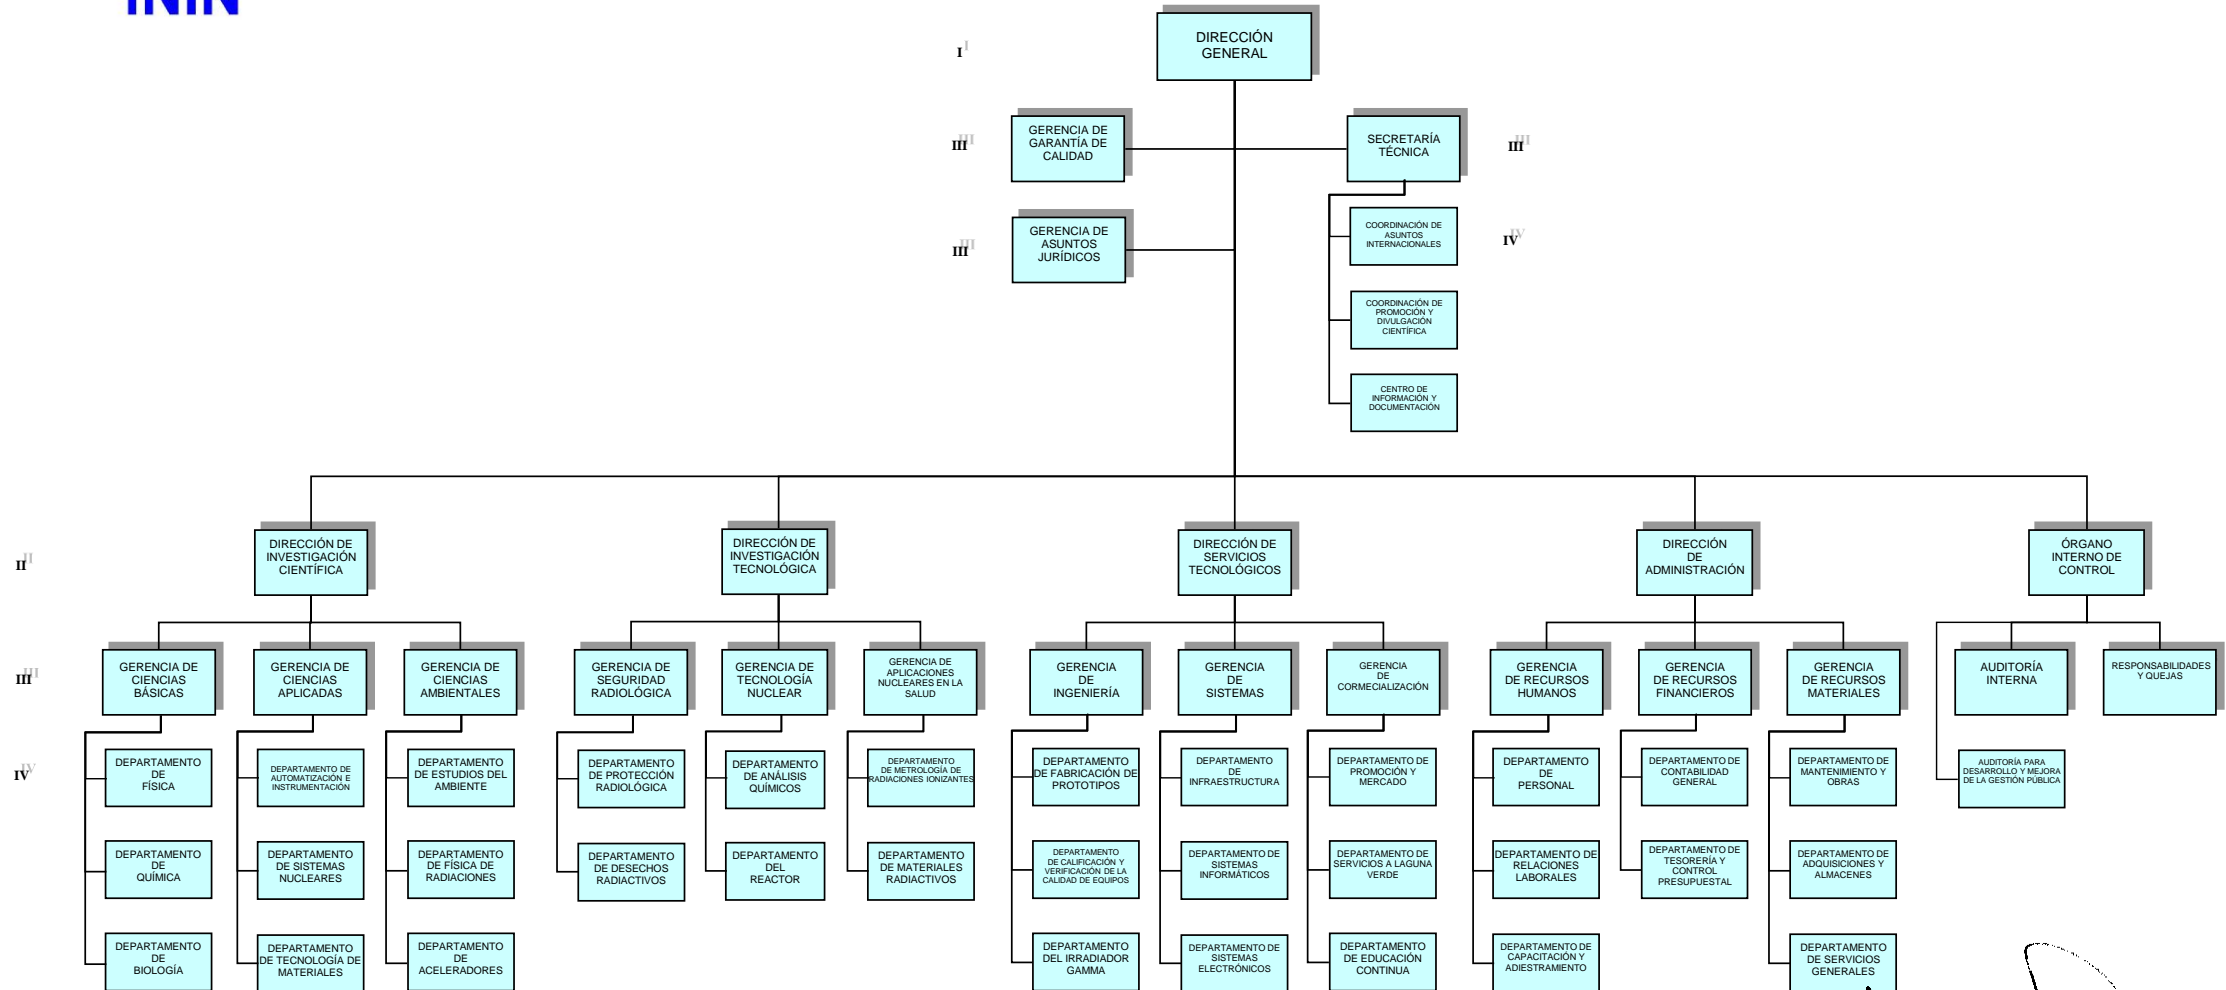 ININ
DIRECCIÓN
GENERAL
I
GERENCIA DE
GARANTÍA DE
CALIDAD
III
SECRETARÍA
TÉCNICA
III
GERENCIA DE
ASUNTOS
JURÍDICOS
III
COORDINACIÓN DE
ASUNTOS
INTERNACIONALES
IV
COORDINACIÓN DE
PROMOCIÓN Y
DIVULGACIÓN
CIENTÍFICA
CENTRO DE
INFORMACIÓN Y
DOCUMENTACIÓN
II
DIRECCIÓN DE
INVESTIGACIÓN
CIENTÍFICA
DIRECCIÓN DE
INVESTIGACIÓN
TECNOLÓGICA
DIRECCIÓN DE
SERVICIOS
TECNOLÓGICOS
DIRECCIÓN
DE
ADMINISTRACIÓN
ÓRGANO
INTERNO DE
CONTROL
III
GERENCIA DE
CIENCIAS
BÁSICAS
GERENCIA DE
CIENCIAS
APLICADAS
GERENCIA DE
CIENCIAS
AMBIENTALES
GERENCIA DE
SEGURIDAD
RADIOLÓGICA
GERENCIA DE
TECNOLOGÍA
NUCLEAR
GERENCIA DE
APLICACIONES
NUCLEARES EN LA
SALUD
GERENCIA
DE
INGENIERÍA
GERENCIA
DE
SISTEMAS
GERENCIA
DE
CORMECIALIZACIÓN
GERENCIA
DE RECURSOS
HUMANOS
GERENCIA
DE RECURSOS
FINANCIEROS
GERENCIA
DE RECURSOS
MATERIALES
AUDITORÍA
INTERNA
RESPONSABILIDADES
Y QUEJAS
IV
DEPARTAMENTO
DE
FÍSICA
DEPARTAMENTO DE
AUTOMATIZACIÓN E
INSTRUMENTACIÓN
DEPARTAMENTO
DE ESTUDIOS DEL
AMBIENTE
DEPARTAMENTO
DE PROTECCIÓN
RADIOLÓGICA
DEPARTAMENTO
DE ANÁLISIS
QUÍMICOS
DEPARTAMENTO
DE METROLOGÍA DE
RADIACIONES IONIZANTES
DEPARTAMENTO
DE FABRICACIÓN DE
PROTOTIPOS
DEPARTAMENTO
DE
INFRAESTRUCTURA
DEPARTAMENTO DE
PROMOCIÓN Y
MERCADO
DEPARTAMENTO
DE
PERSONAL
DEPARTAMENTO DE
CONTABILIDAD
GENERAL
DEPARTAMENTO DE
MANTENIMIENTO Y
OBRAS
AUDITORÍA PARA
DESARROLLO Y MEJORA
DE LA GESTIÓN PÚBLICA
DEPARTAMENTO
DE
QUÍMICA
DEPARTAMENTO
DE SISTEMAS
NUCLEARES
DEPARTAMENTO
DE FÍSICA DE
RADIACIONES
DEPARTAMENTO
DE DESECHOS
RADIACTIVOS
DEPARTAMENTO
DEL
REACTOR
DEPARTAMENTO
DE MATERIALES
RADIACTIVOS
DEPARTAMENTO
DE CALIFICACIÓN Y
VERIFICACIÓN DE LA
CALIDAD DE EQUIPOS
DEPARTAMENTO DE
SISTEMAS
INFORMÁTICOS
DEPARTAMENTO DE
SERVICIOS A LAGUNA
VERDE
DEPARTAMENTO DE
RELACIONES
LABORALES
DEPARTAMENTO DE
TESORERÍA Y
CONTROL
PRESUPUESTAL
DEPARTAMENTO DE
ADQUISICIONES Y
ALMACENES
DEPARTAMENTO
DE
BIOLOGÍA
DEPARTAMENTO
DE TECNOLOGÍA DE
MATERIALES
DEPARTAMENTO
DE
ACELERADORES
DEPARTAMENTO
DEL IRRADIADOR
GAMMA
DEPARTAMENTO DE
SISTEMAS
ELECTRÓNICOS
DEPARTAMENTO
DE EDUCACIÓN
CONTINUA
DEPARTAMENTO DE
CAPACITACIÓN Y
ADIESTRAMIENTO
DEPARTAMENTO
DE SERVICIOS
GENERALES